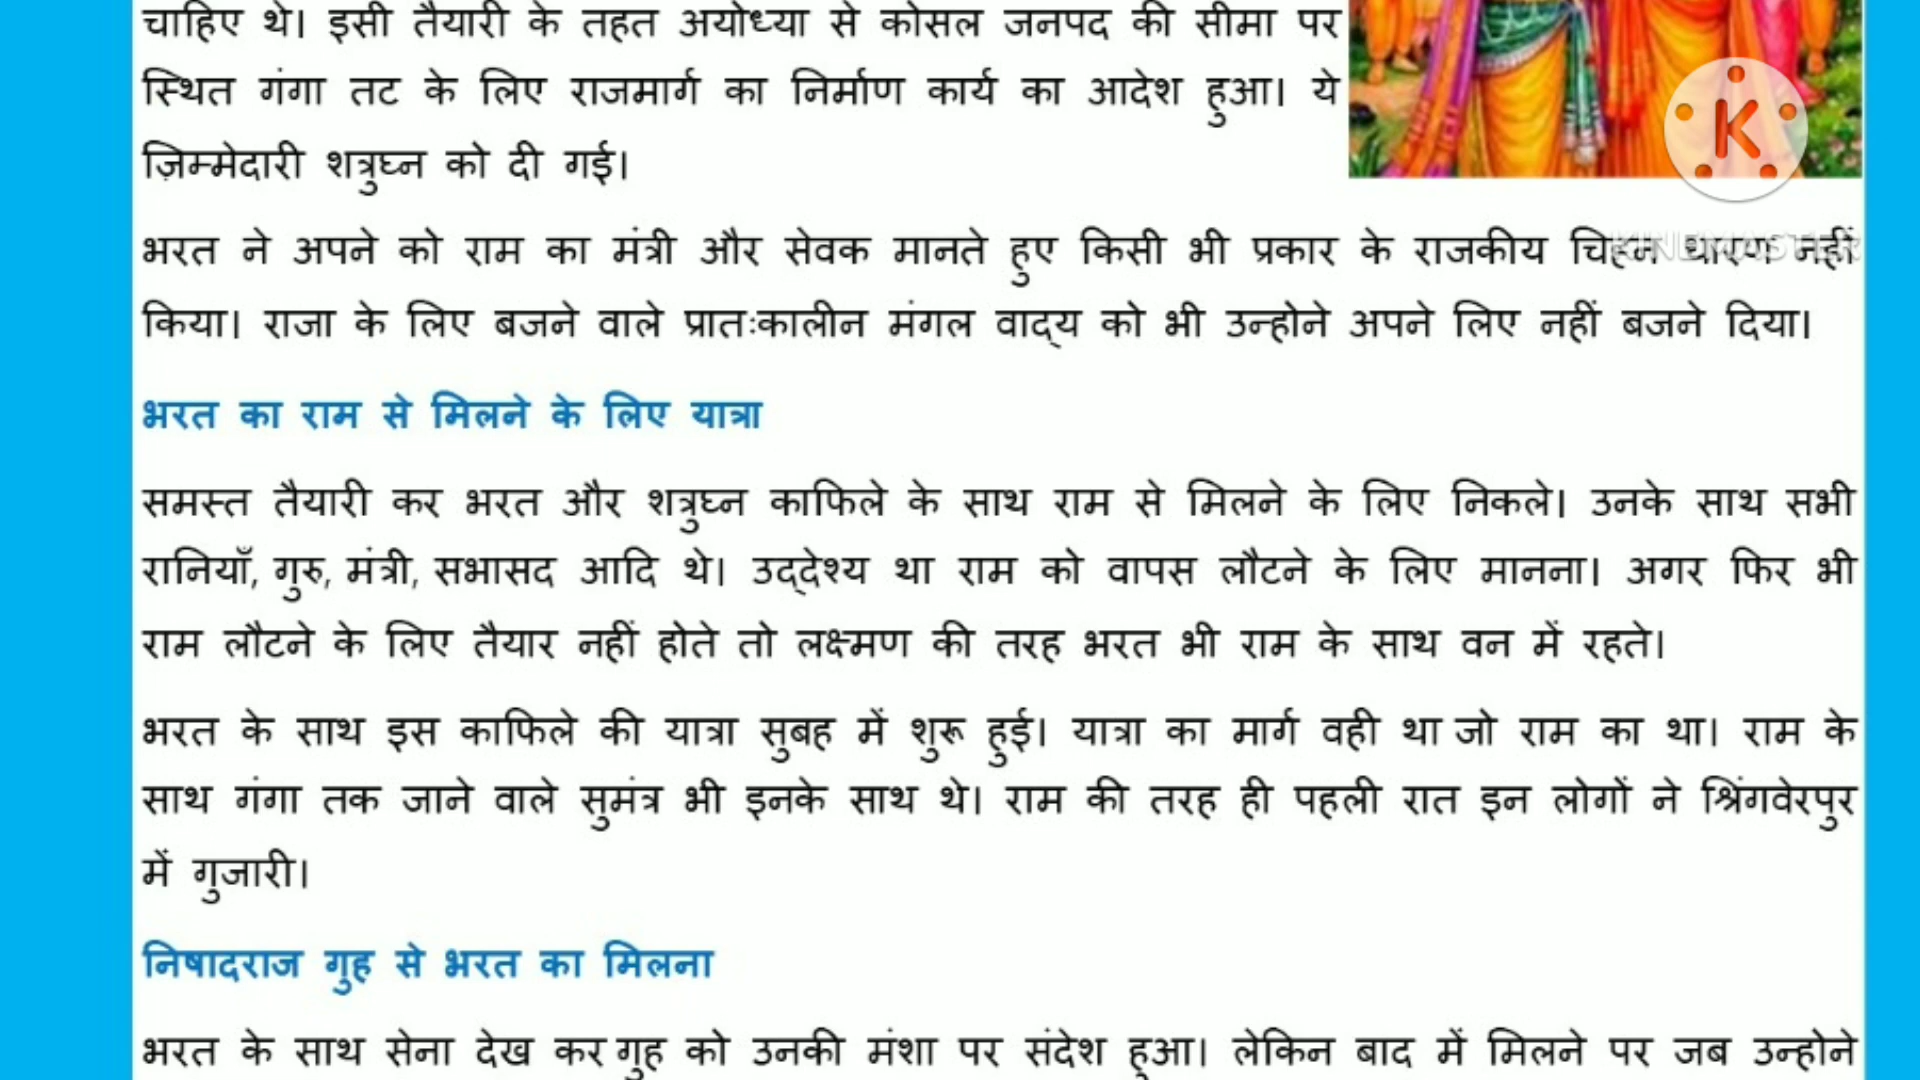 चाहिए थे। इसी तैयारी के तहत अयोध्या से कोसल जनपद की सीमा पर
स्थित गंगा तट के लिए राजमार्ग का निर्माण कार्य का आदेश हुआ। ये
ज़िम्मेदारी शत्रुघ्न को दी गई।
K
KINEMASTER
भरत ने अपने को राम का मंत्री और सेवक मानते हुए किसी भी प्रकार के राजकीय चिह्न धारण नहीं
किया। राजा के लिए बजने वाले प्रातःकालीन मंगल वाद्य को भी उन्होने अपने लिए नहीं बजने दिया।
भरत का राम से मिलने के लिए यात्रा
समस्त तैयारी कर भरत और शत्रुघ्न काफिले के साथ राम से मिलने के लिए निकले। उनके साथ सभी
रानियाँ, गुरु, मंत्री, सभासद आदि थे। उद्देश्य था राम को वापस लौटने के लिए मानना। अगर फिर भी
राम लौटने के लिए तैयार नहीं होते तो लक्ष्मण की तरह भरत भी राम के साथ वन में रहते।
भरत के साथ इस काफिले की यात्रा सुबह में शुरू हुई। यात्रा का मार्ग वही था जो राम का था। राम के
साथ गंगा तक जाने वाले सुमंत्र भी इनके साथ थे। राम की तरह ही पहली रात इन लोगों ने श्रिंगवेरपुर
में गुजारी।
निषादराज गुह से भरत का मिलना
भरत के साथ सेना देख कर गुह को उनकी मंशा पर संदेश हुआ। लेकिन बाद में मिलने पर जब उन्होने